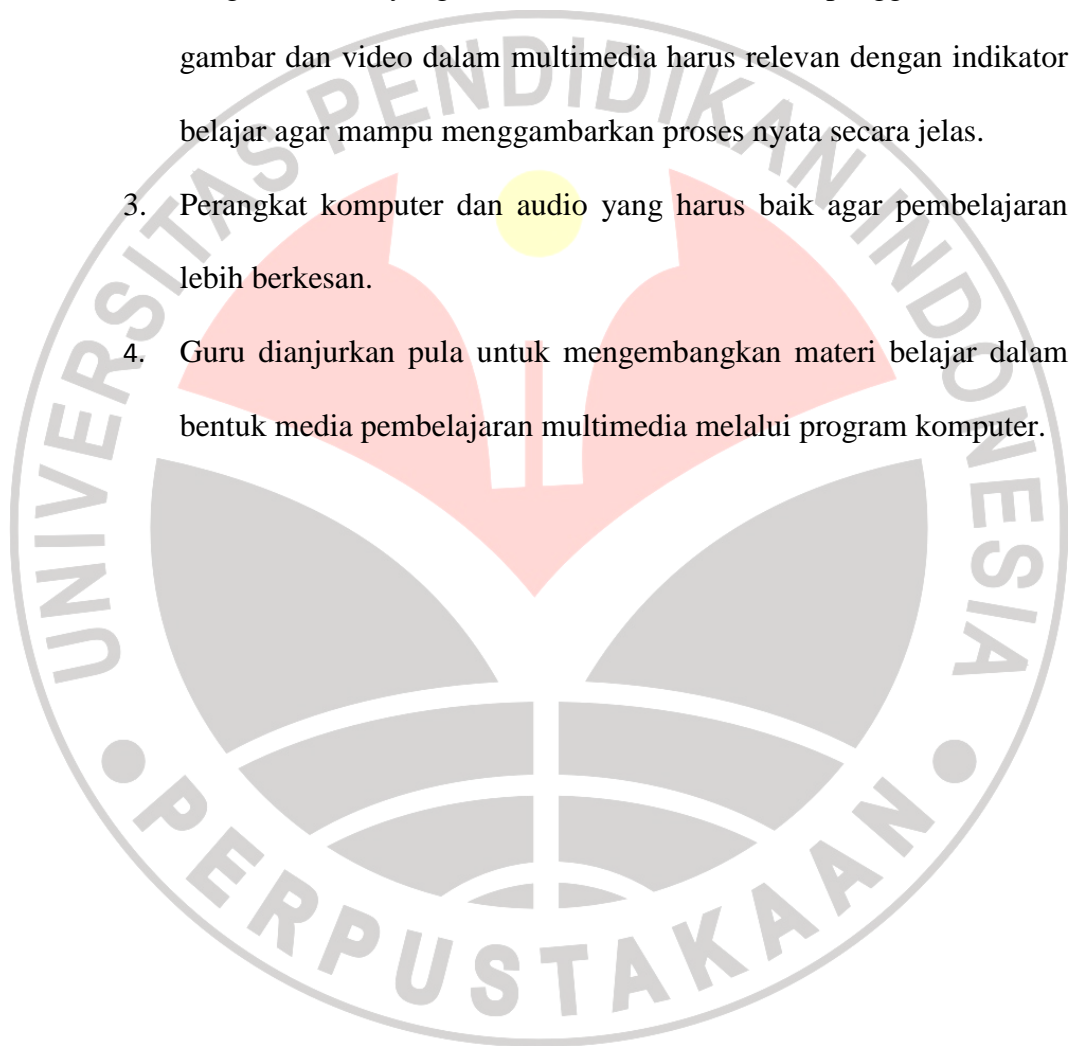 gambar dan video dalam multimedia harus relevan dengan indikator
belajar agar mampu menggambarkan proses nyata secara jelas.
3. Perangkat komputer dan audio yang harus baik agar pembelajaran
lebih berkesan.
4. Guru dianjurkan pula untuk mengembangkan materi belajar dalam
bentuk media pembelajaran multimedia melalui program komputer.
UNIVERSITAS PENDIDIKAN INDONESIA
PERPUSTAKAAN